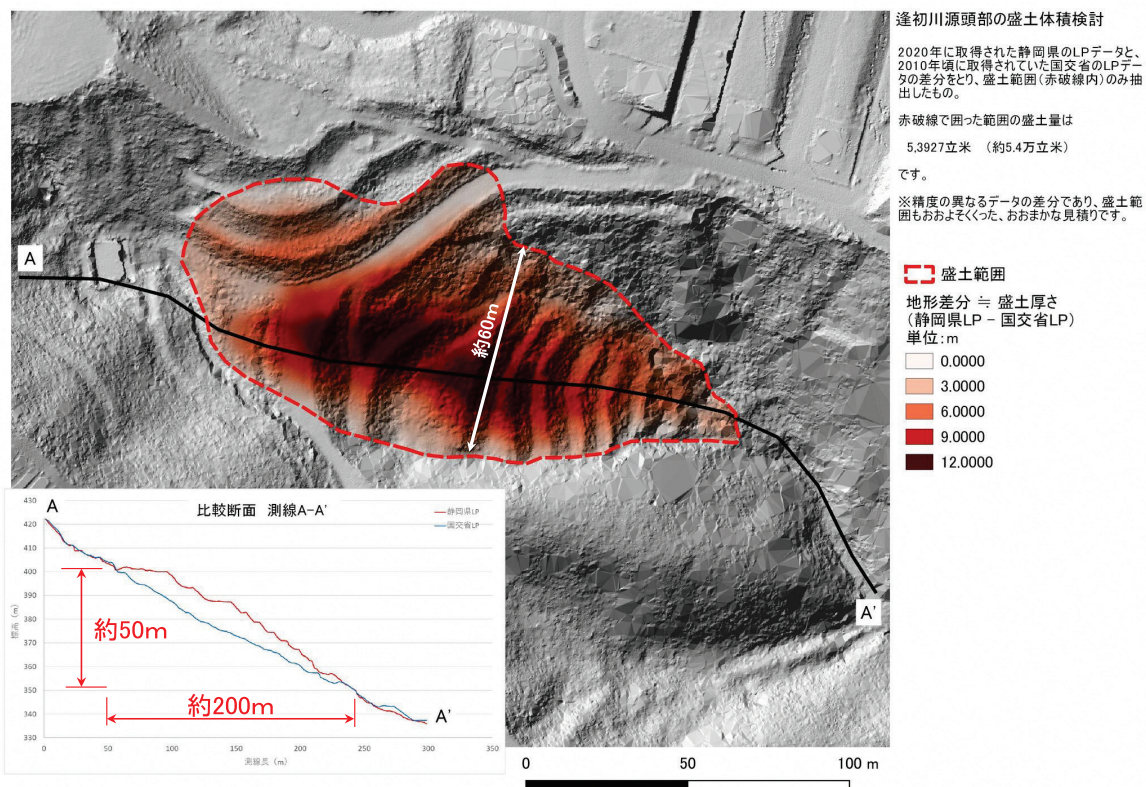 逢初川源頭部の盛土体積検討
2020年に取得された静岡県のLPデータと、
2010年頃に取得されていた国交省のLPデー
タの差分をとり、盛土範囲(赤破線内)のみ抽
出したもの。
赤破線で囲った範囲の盛土量は
5,3927立米 (約5.4万立米)
です。
※精度の異なるデータの差分であり、盛土範
囲もおおよそくくった、おおまかな見積りです。
盛土範囲
地形差分 ≒ 盛土厚さ
(静岡県LP - 国交省LP)
単位:m
0.0000
3.0000
6.0000
9.0000
12.0000
A
約60m
A'
比較断面 測線A-A'
静岡県LP
国交省LP
A
430
420
410
400
390
380
370
360
350
340
330
標高 (m)
約50m
約200m
A'
0 50 100 150 200 250 300 350
測線長 (m)
0 50 100 m